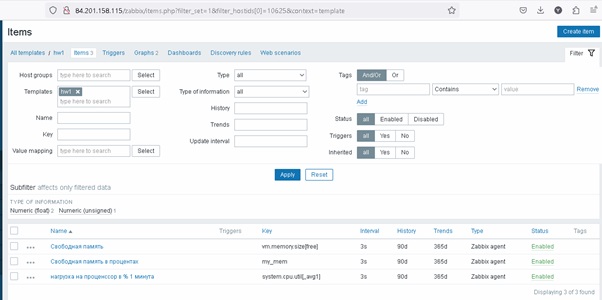 84.201.158.115/zabbix/items.php?filter_set=1&filter_hostids[0]=10625&context=template
Items
Create item
All templates / hw1 Items 3 Triggers Graphs 2 Dashboards Discovery rules Web scenarios
Filter
Host groups type here to search Select
Type all
Tags And/Or Or
Templates hw1 Select
type here to search
Type of information all
tag Contains value Remove
Add
Name
History
Status all Enabled Disabled
Key
Trends
Triggers all Yes No
Value mapping type here to search Select
Update interval
Inherited all Yes No
Apply Reset
Subfilter affects only filtered data
TYPE OF INFORMATION
Numeric (float) 2 Numeric (unsigned) 1
Name Triggers Key Interval History Trends Type Status Tags
Свободная память vm.memory.size[free] 3s 90d 365d Zabbix agent Enabled
Свободная память в процентах my_mem 3s 90d 365d Zabbix agent Enabled
нагрузка на процессор в % 1 минута system.cpu.util[,,avg1] 3s 90d 365d Zabbix agent Enabled
Displaying 3 of 3 found